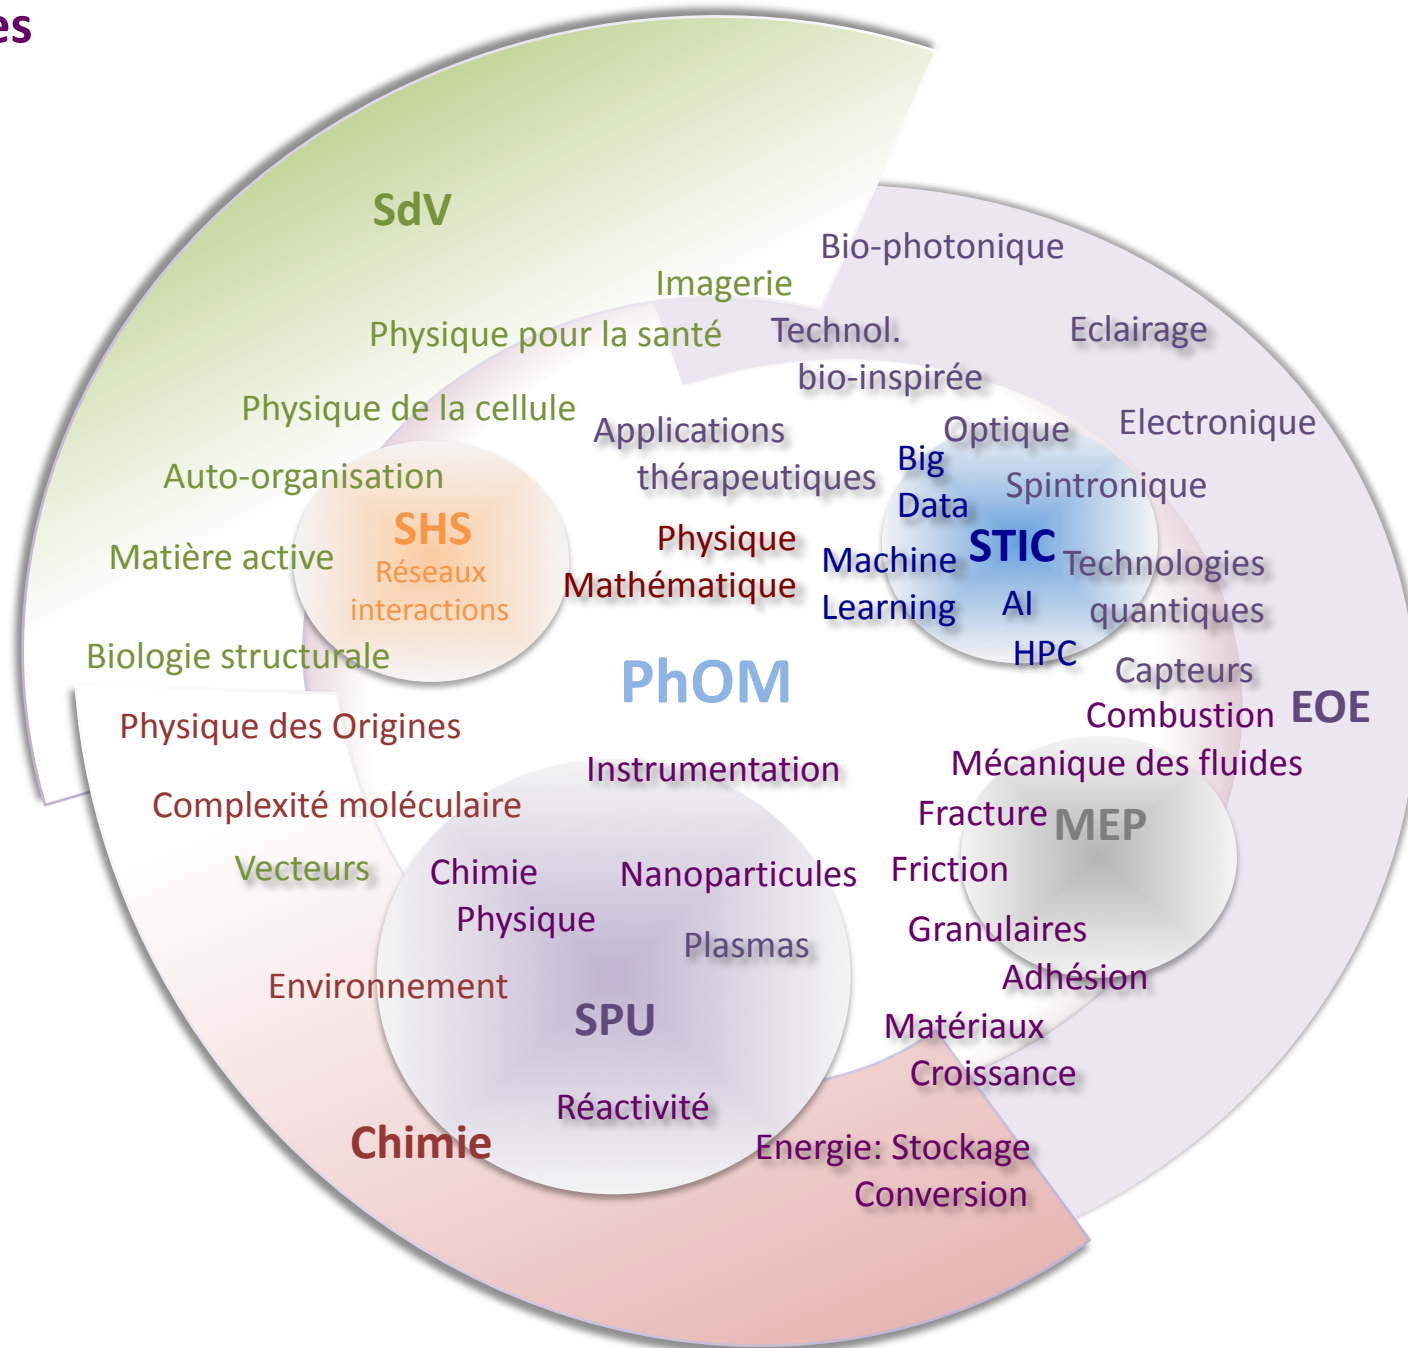 es
SdV
Bio-photonique
Imagerie
Physique pour la santé
Technol.
bio-inspirée
Eclairage
Physique de la cellule
Applications
thérapeutiques
Optique
Electronique
Big
Data
Spintronique
Auto-organisation
SHS
Réseaux
interactions
Matière active
Physique
Mathématique
Machine
Learning
STIC
AI
HPC
Technologies
quantiques
Biologie structurale
PhOM
Capteurs
Combustion
EOE
Physique des Origines
Instrumentation
Mécanique des fluides
Complexité moléculaire
Fracture
MEP
Vecteurs
Chimie
Physique
Nanoparticules
Friction
Plasmas
Granulaires
Adhésion
Environnement
SPU
Matériaux
Croissance
Réactivité
Chimie
Energie: Stockage
Conversion